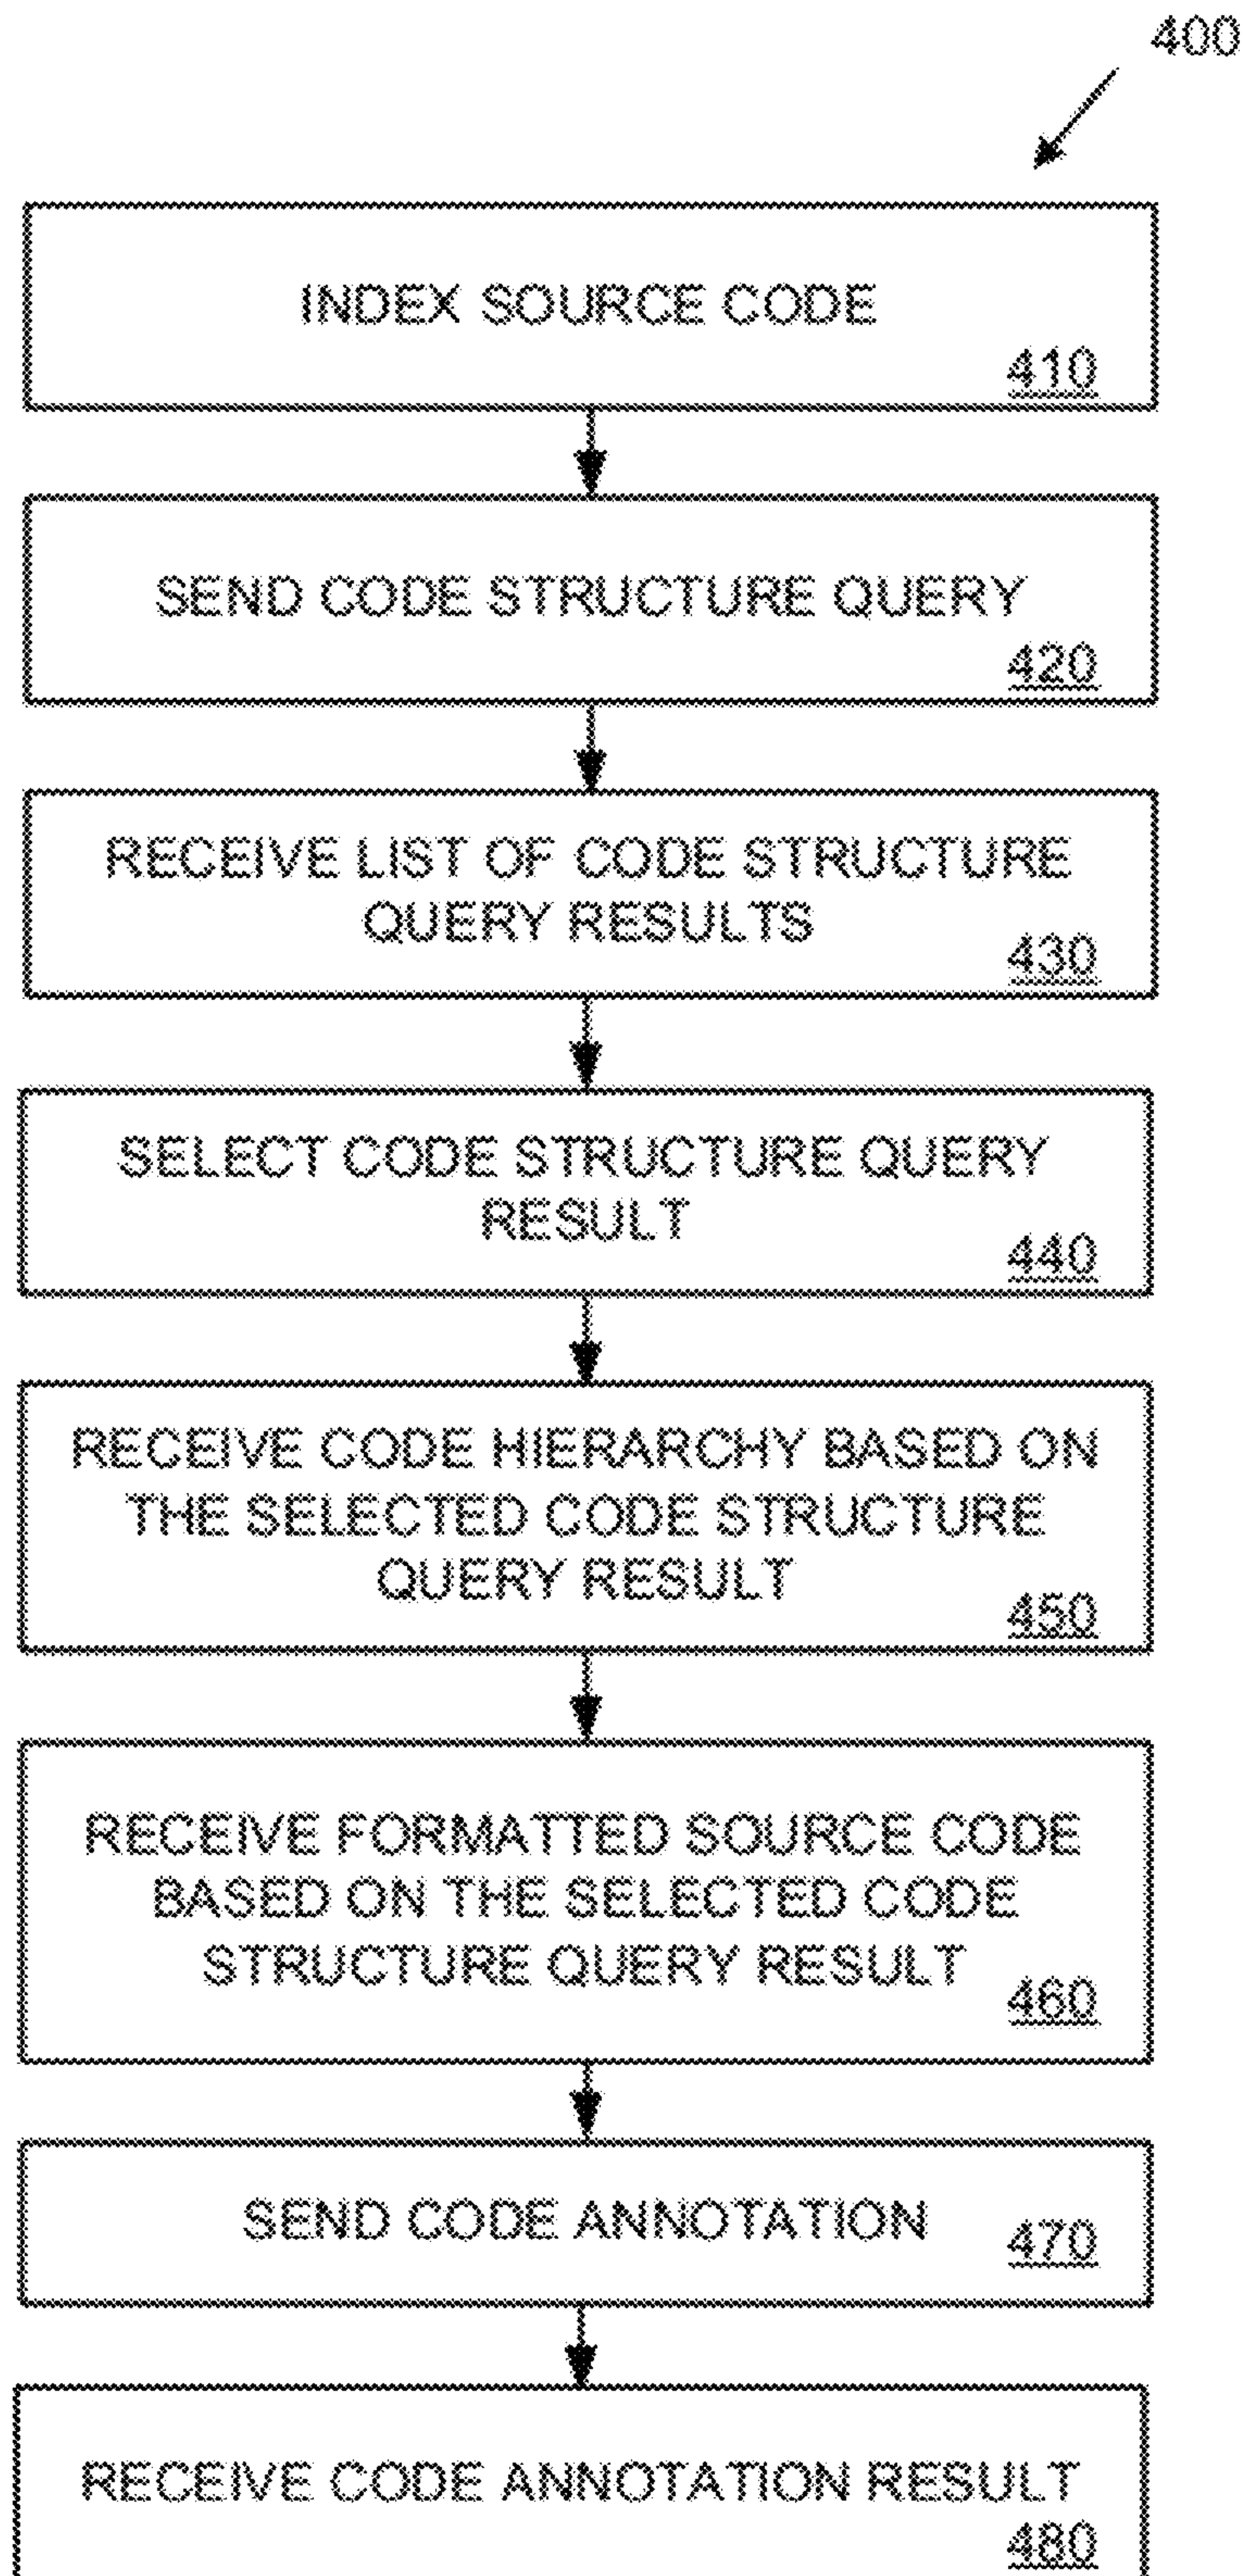 400
INDEX SOURCE CODE
410
SEND CODE STRUCTURE QUERY
420
RECEIVE LIST OF CODE STRUCTURE
QUERY RESULTS
430
SELECT CODE STRUCTURE QUERY
RESULT
440
RECEIVE CODE HIERARCHY BASED ON
THE SELECTED CODE STRUCTURE
QUERY RESULT
450
RECEIVE FORMATTED SOURCE CODE
BASED ON THE SELECTED CODE
STRUCTURE QUERY RESULT
460
SEND CODE ANNOTATION
470
RECEIVE CODE ANNOTATION RESULT
480